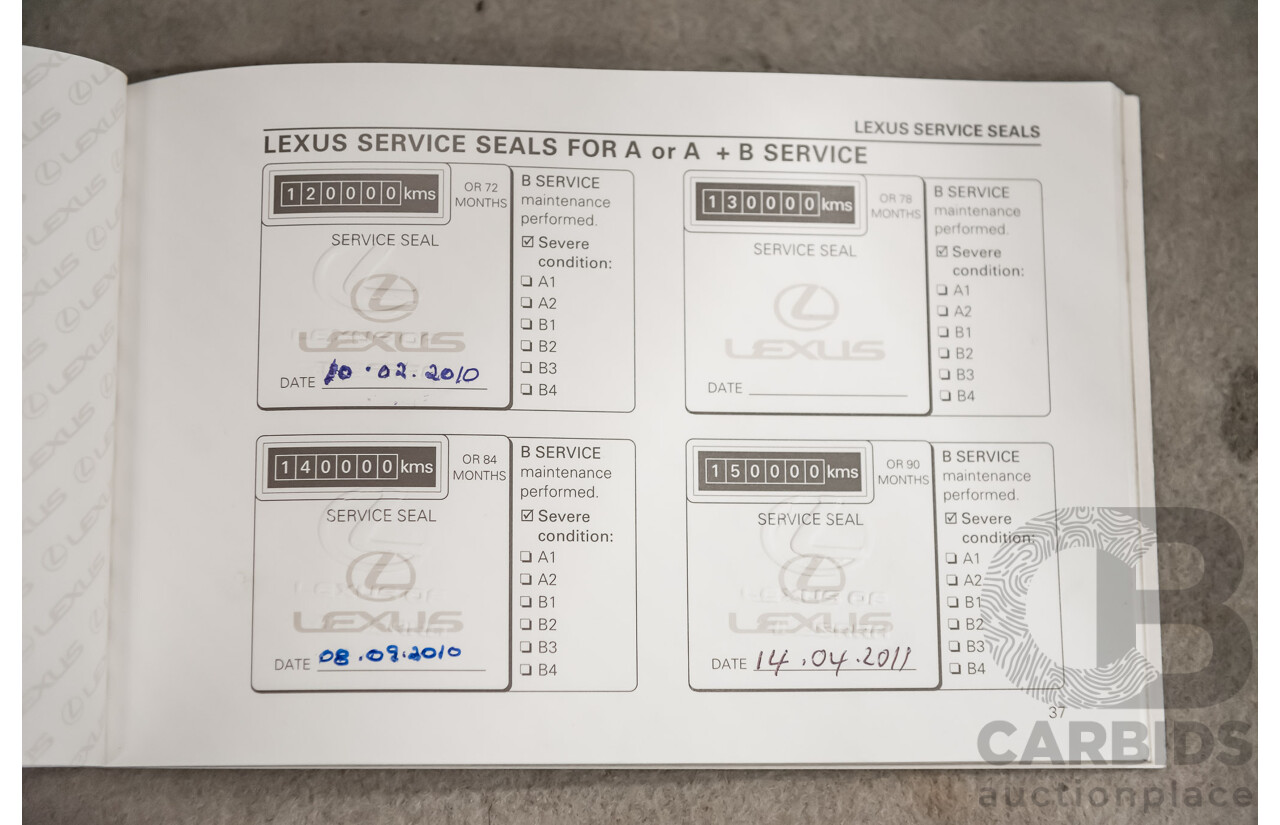 LEXUS SERVICE SEALS
LEXUS SERVICE SEALS FOR A or A + B SERVICE
120000 kms
OR 72
MONTHS
SERVICE SEAL
LEXUS
DATE 10.02.2010
B SERVICE
maintenance
performed.
☑ Severe
condition:
❏ A1
❏ A2
❏ B1
❏ B2
❏ B3
❏ B4
130000 kms
OR 78
MONTHS
SERVICE SEAL
LEXUS
DATE
B SERVICE
maintenance
performed.
☑ Severe
condition:
❏ A1
❏ A2
❏ B1
❏ B2
❏ B3
❏ B4
140000 kms
OR 84
MONTHS
SERVICE SEAL
LEXUS OF
LEXUS
DATE 08.09.2010
B SERVICE
maintenance
performed.
☑ Severe
condition:
❏ A1
❏ A2
❏ B1
❏ B2
❏ B3
❏ B4
150000 kms
OR 90
MONTHS
SERVICE SEAL
LEXUS OF
LEXUS
DATE 14.04.2011
B SERVICE
maintenance
performed.
☑ Severe
condition:
❏ A1
❏ A2
❏ B1
❏ B2
❏ B3
❏ B4
37
CARBIDS
auctionplace